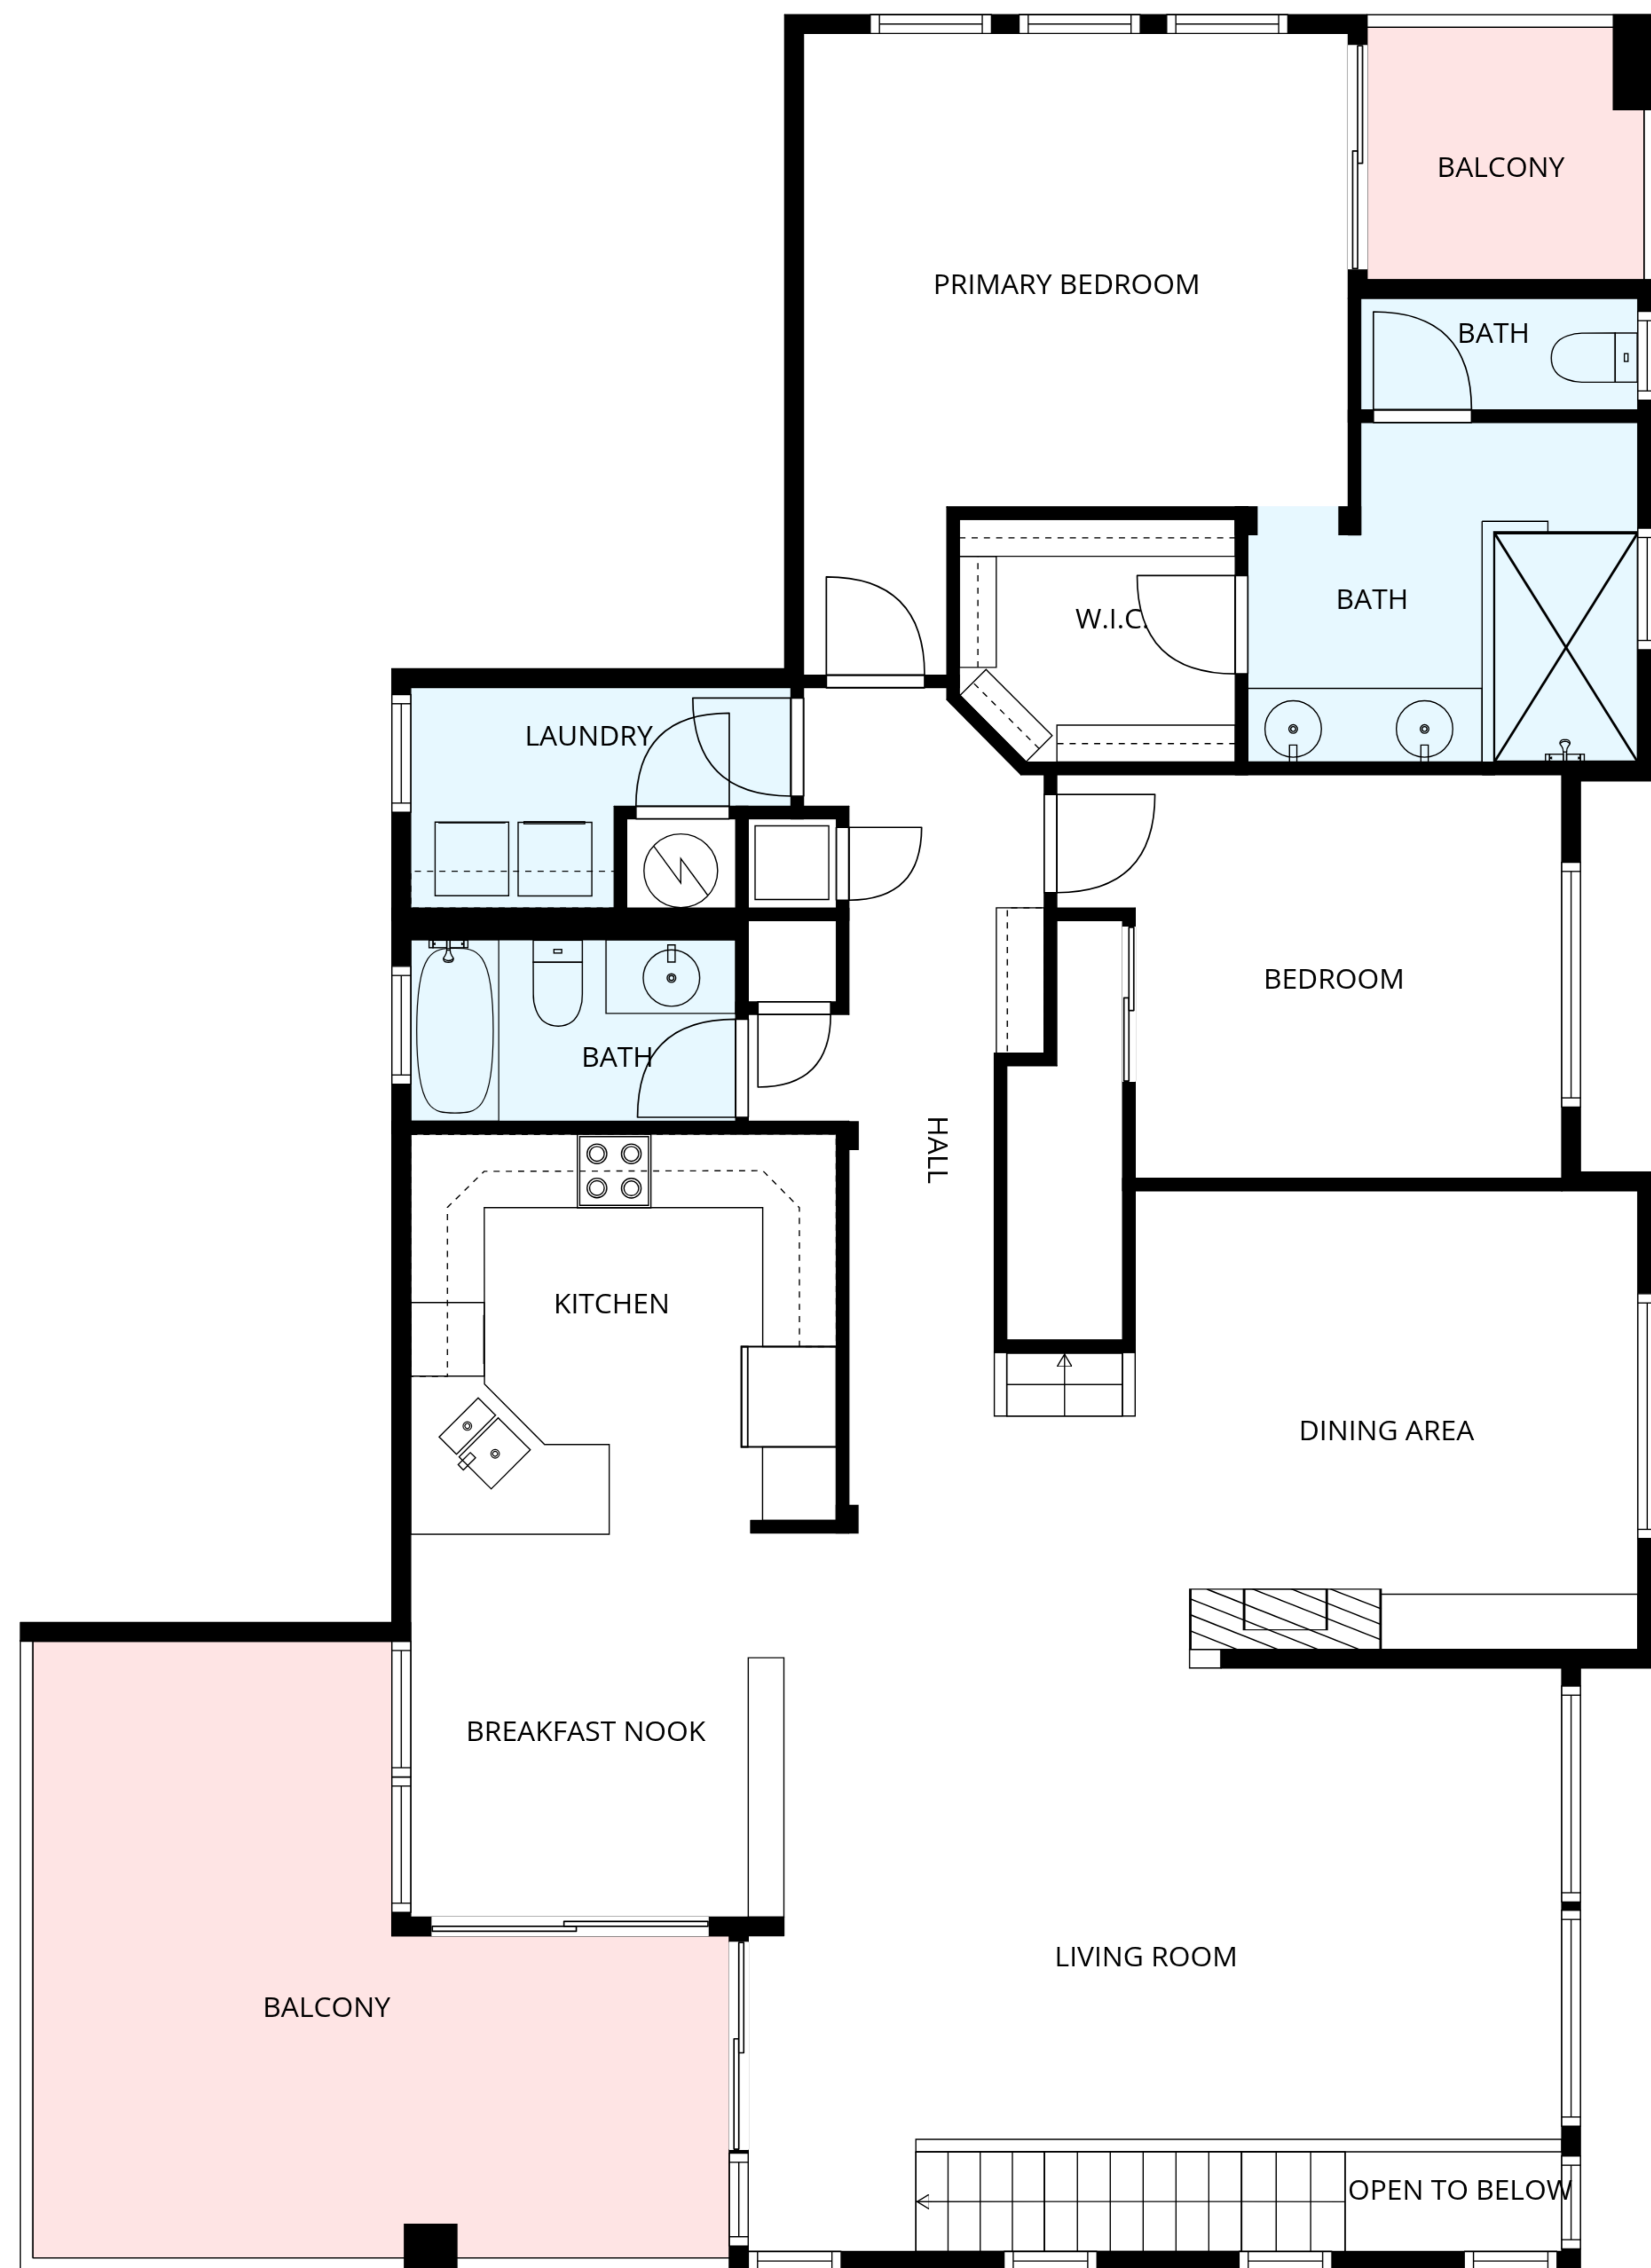 BALCONY
PRIMARY BEDROOM
BATH
BATH
W.I.C.
LAUNDRY
BEDROOM
BATH
HALL
KITCHEN
DINING AREA
BREAKFAST NOOK
LIVING ROOM
BALCONY
OPEN TO BELOW